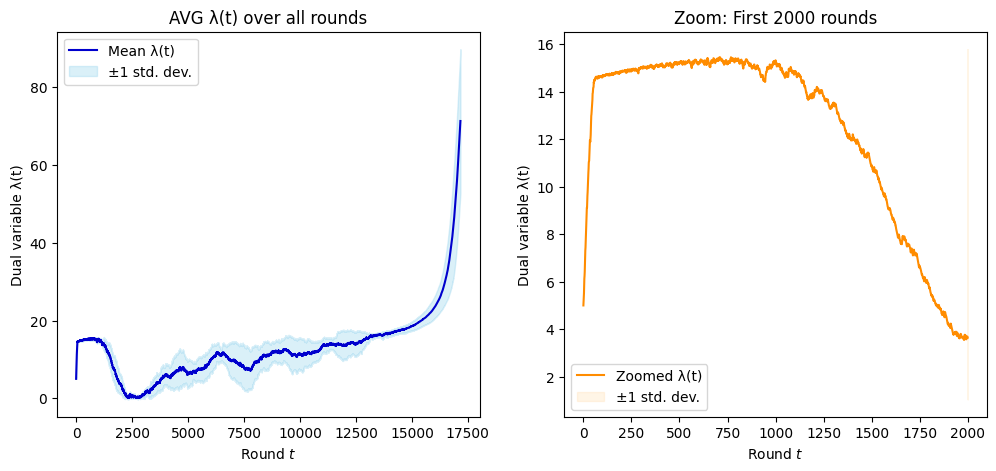 AVG λ(t) over all rounds
Mean λ(t)
±1 std. dev.
Dual variable λ(t)
80
60
40
20
0
0 2500 5000 7500 10000 12500 15000 17500
Round t
Zoom: First 2000 rounds
Dual variable λ(t)
16
14
12
10
8
6
4
2
Zoomed λ(t)
±1 std. dev.
0 250 500 750 1000 1250 1500 1750 2000
Round t